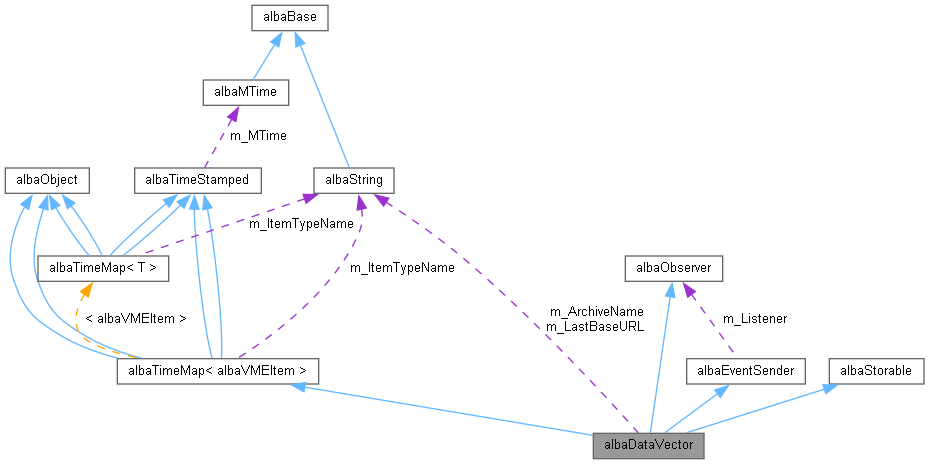 albaBase
albaMTime
m_MTime
albaObject
albaTimeStamped
albaString
m_ItemTypeName
albaTimeMap< T >
m_ItemTypeName
albaObserver
< albaVMEItem >
m_ArchiveName
m_LastBaseURL
m_Listener
albaTimeMap< albaVMEItem >
albaEventSender
albaStorable
albaDataVector